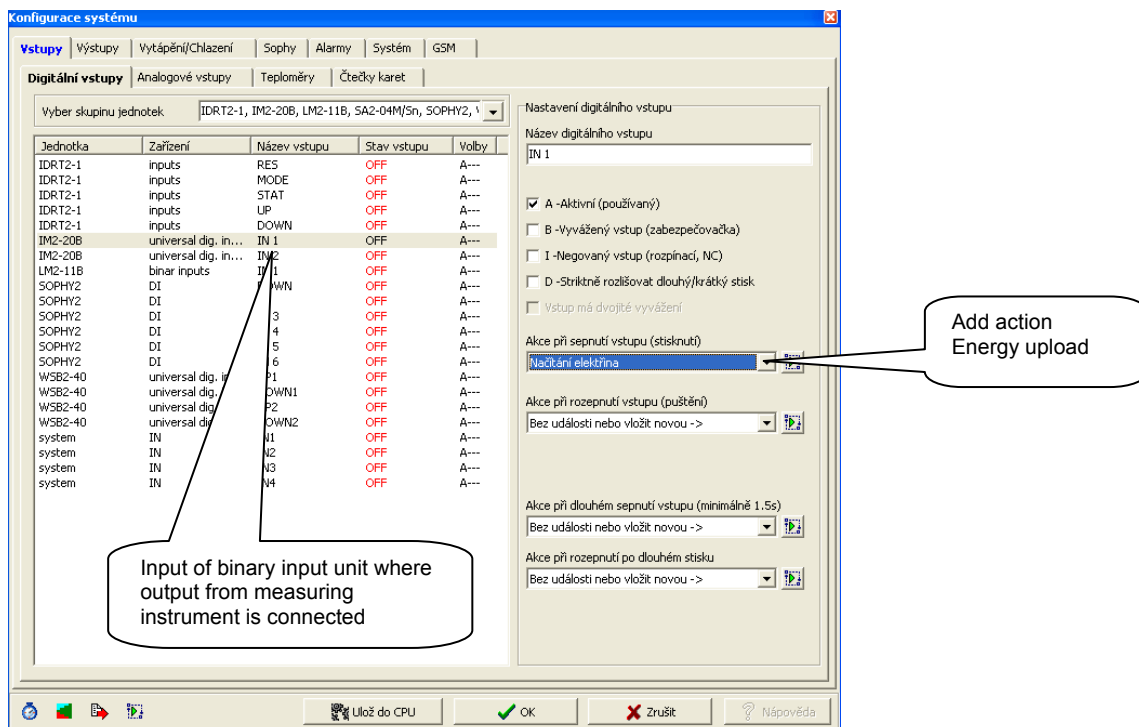 Konfigurace systému
Vstupy Výstupy Vytápění/Chlazení Sophy Alarmy Systém GSM
Digitální vstupy Analogové vstupy Teploměry Čtečky karet
Vyber skupinu jednotek IDRT2-1, IM2-20B, LM2-11B, SA2-04M/Sn, SOPHY2,
Jednotka Zařízení Název vstupu Stav vstupu Volby
IDRT2-1 inputs RES OFF A---
IDRT2-1 inputs MODE OFF A---
IDRT2-1 inputs STAT OFF A---
IDRT2-1 inputs UP OFF A---
IDRT2-1 inputs DOWN OFF A---
IM2-20B universal dig. in... IN 1 OFF A---
IM2-20B universal dig. in... IN 2 OFF A---
LM2-11B binar inputs IN 1 OFF A---
SOPHY2 DI OFF A---
SOPHY2 DI OFF A---
SOPHY2 DI 3 OFF A---
SOPHY2 DI 4 OFF A---
SOPHY2 DI 5 OFF A---
SOPHY2 DI 6 OFF A---
WSB2-40 universal dig. OFF A---
WSB2-40 universal dig. OFF A---
WSB2-40 universal dig. OFF A---
WSB2-40 universal OFF A---
system IN OFF A---
system IN OFF A---
system IN OFF A---
system IN OFF A---
Input of binary input unit where
output from measuring
instrument is connected
Nastavení digitálního vstupu
Název digitálního vstupu
IN 1
A -Aktivní (používaný)
B -Vyvážený vstup (zabezpečovačka)
I -Negovaný vstup (rozpínací, NC)
D -Striktně rozlišovat dlouhý/krátký stisk
Vstup má dvojité vyvážení
Akce při sepnutí vstupu (stisknutí)
Načítání elektřina
Akce při rozepnutí vstupu (puštění)
Bez události nebo vložit novou ->
Akce při dlouhém sepnutí vstupu (minimálně 1.5s)
Bez události nebo vložit novou ->
Akce při rozepnutí po dlouhém stisku
Bez události nebo vložit novou ->
Add action
Energy upload
Ulož do CPU OK Zrušit Nápověda